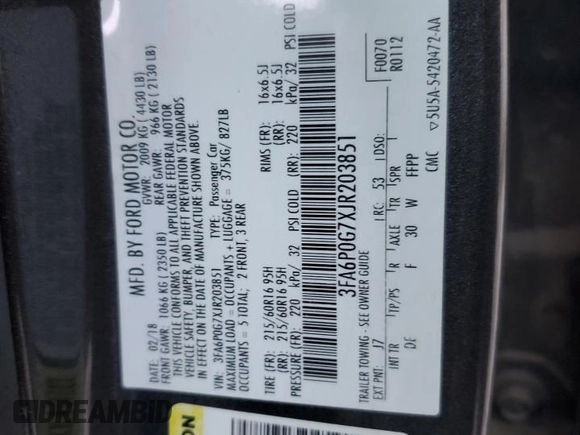 MFD. BY FORD MOTOR CO.
DATE: 02/18 GVWR: 2009 KG ( 4430 LB)
FRONT GAWR: 1066 KG ( 2350 LB) REAR GAWR: 966 KG ( 2130 LB)
THIS VEHICLE CONFORMS TO ALL APPLICABLE FEDERAL MOTOR
VEHICLE SAFETY, BUMPER, AND THEFT PREVENTION STANDARDS
IN EFFECT ON THE DATE OF MANUFACTURE SHOWN ABOVE.
VIN: 3FA6P0G7XJR203851 TYPE: Passenger Car
MAXIMUM LOAD = OCCUPANTS + LUGGAGE = 375KG/ 827LB
OCCUPANTS = 5 TOTAL; 2 FRONT, 3 REAR
TIRE (FR): 215/60R16 95H RIMS (FR): 16x6.5J
(RR): 215/60R16 95H (RR): 16x6.5J
PRESSURE (FR): 220 kPa/ 32 PSI COLD (RR): 220 kPa/ 32 PSI COLD
3FA6P0G7XJR203851
TRAILER TOWING - SEE OWNER GUIDE F0070
EXT PNT: J7 RC: 53 DSO: R0112
INT TR TP/PS R AXLE TR SPR
DE F 30 W FFPP
CMC ▽5U5A-5420472-AA
DREAMBID